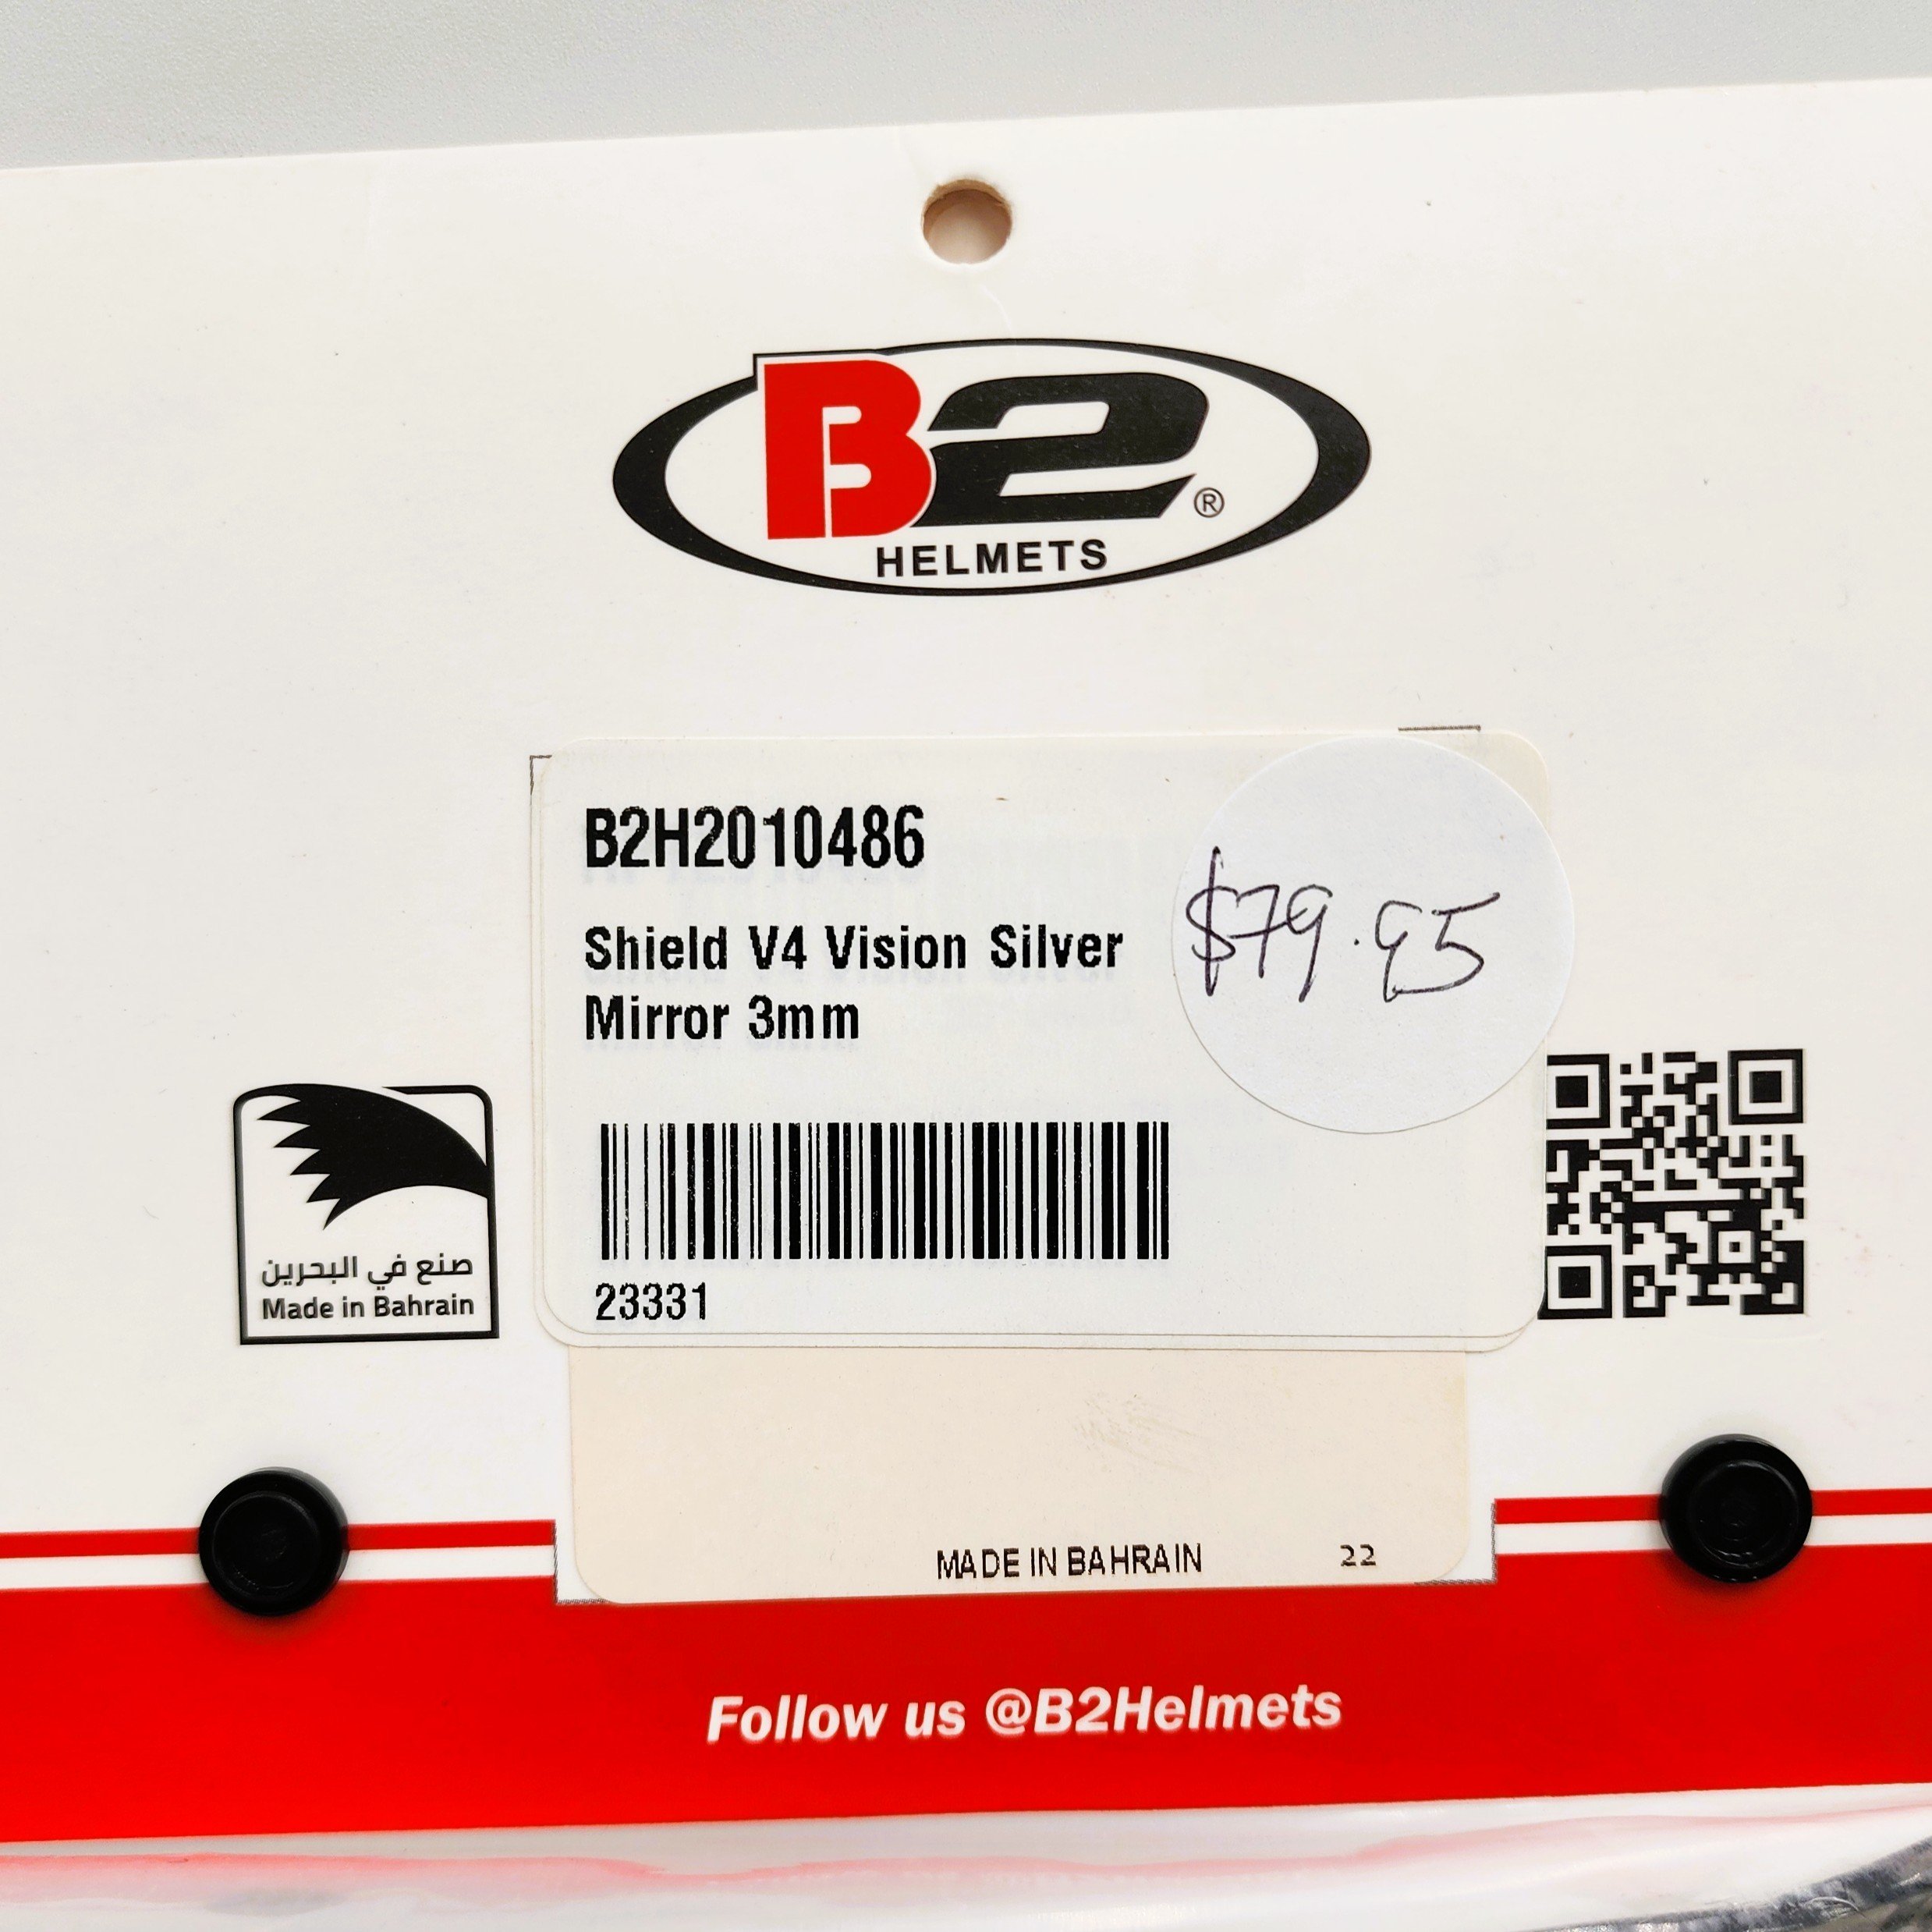 B2 ®
HELMETS
B2H2010486
Shield V4 Vision Silver
Mirror 3mm
$79.95
23331
صنع في البحرين
Made in Bahrain
MADE IN BAHRAIN 22
Follow us @B2Helmets